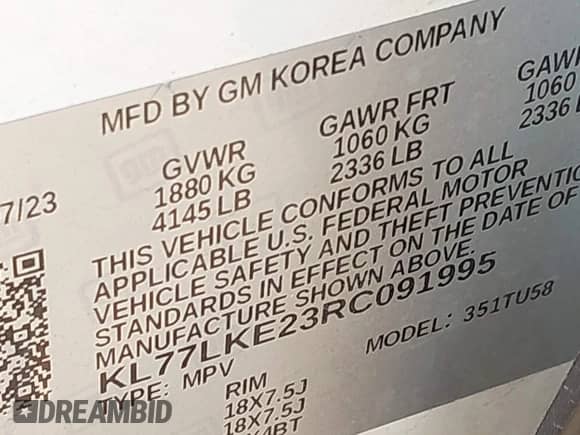 MFD BY GM KOREA COMPANY
7/23
GVWR
1880 KG
4145 LB
GAWR FRT
1060 KG
2336 LB
GAW
1060
2336
THIS VEHICLE CONFORMS TO ALL
APPLICABLE U.S. FEDERAL MOTOR
VEHICLE SAFETY AND THEFT PREVENTIO
STANDARDS IN EFFECT ON THE DATE OF
MANUFACTURE SHOWN ABOVE.
KL77LKE23RC091995
TYPE: MPV
MODEL: 351TU58
RIM
18X7.5J
18X7.5J
DREAMBID